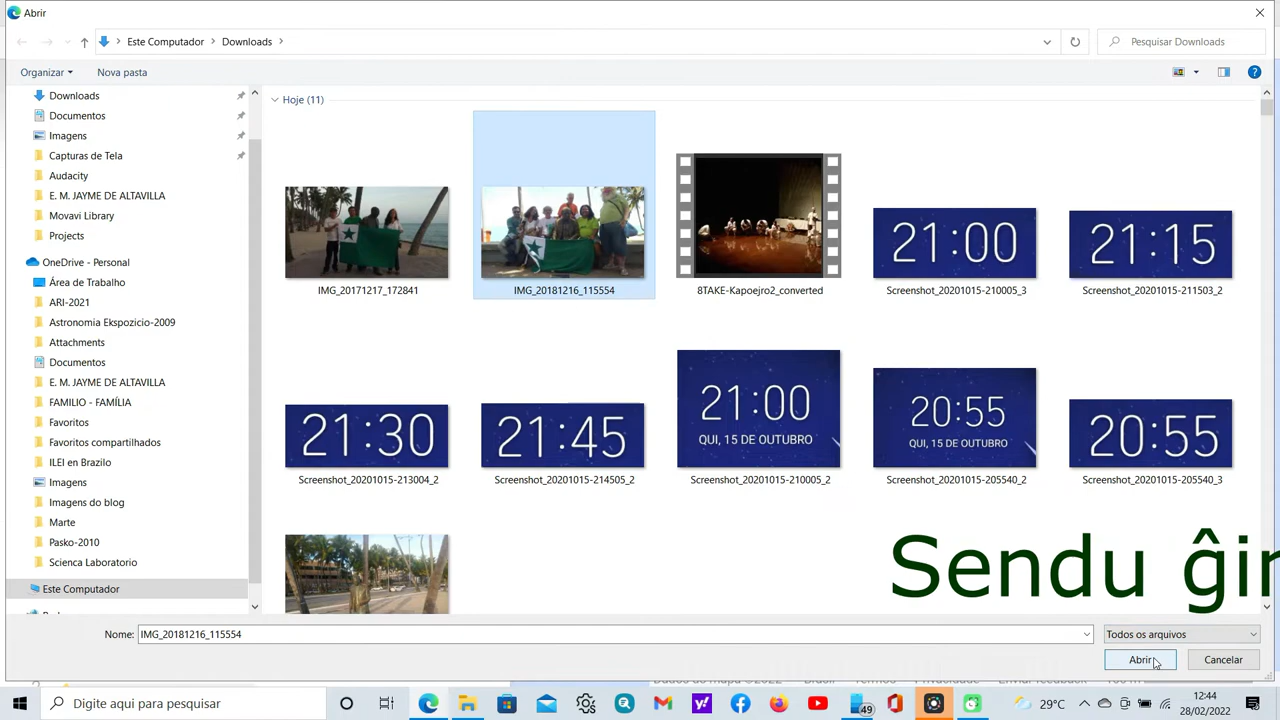 Abrir
Este Computador
Downloads
Pesquisar Downloads
Organizar
Nova pasta
Downloads
Documentos
Imagens
Capturas de Tela
Audacity
E. M. JAYME DE ALTAVILLA
Movavi Library
Projects
OneDrive - Personal
Área de Trabalho
ARI-2021
Astronomia Ekspozicio-2009
Attachments
Documentos
E. M. JAYME DE ALTAVILLA
FAMILIO - FAMÍLIA
Favoritos
Favoritos compartilhados
ILEI en Brazilo
Imagens
Imagens do blog
Marte
Pasko-2010
Scienca Laboratorio
Este Computador
Hoje (11)
IMG_20171217_172841
IMG_20181216_115554
8TAKE-Kapoejro2_converted
21:00
Screenshot_20201015-210005_3
21:15
Screenshot_20201015-211503_2
21:30
Screenshot_20201015-213004_2
21:45
Screenshot_20201015-214505_2
21:00
QUI, 15 DE OUTUBRO
Screenshot_20201015-210005_2
20:55
QUI, 15 DE OUTUBRO
Screenshot_20201015-205540_2
20:55
Screenshot_20201015-205540_3
Sendu ĝin
Nome:
IMG_20181216_115554
Todos os arquivos
Abrir
Cancelar
Digite aqui para pesquisar
49
29°C
12:44
28/02/2022